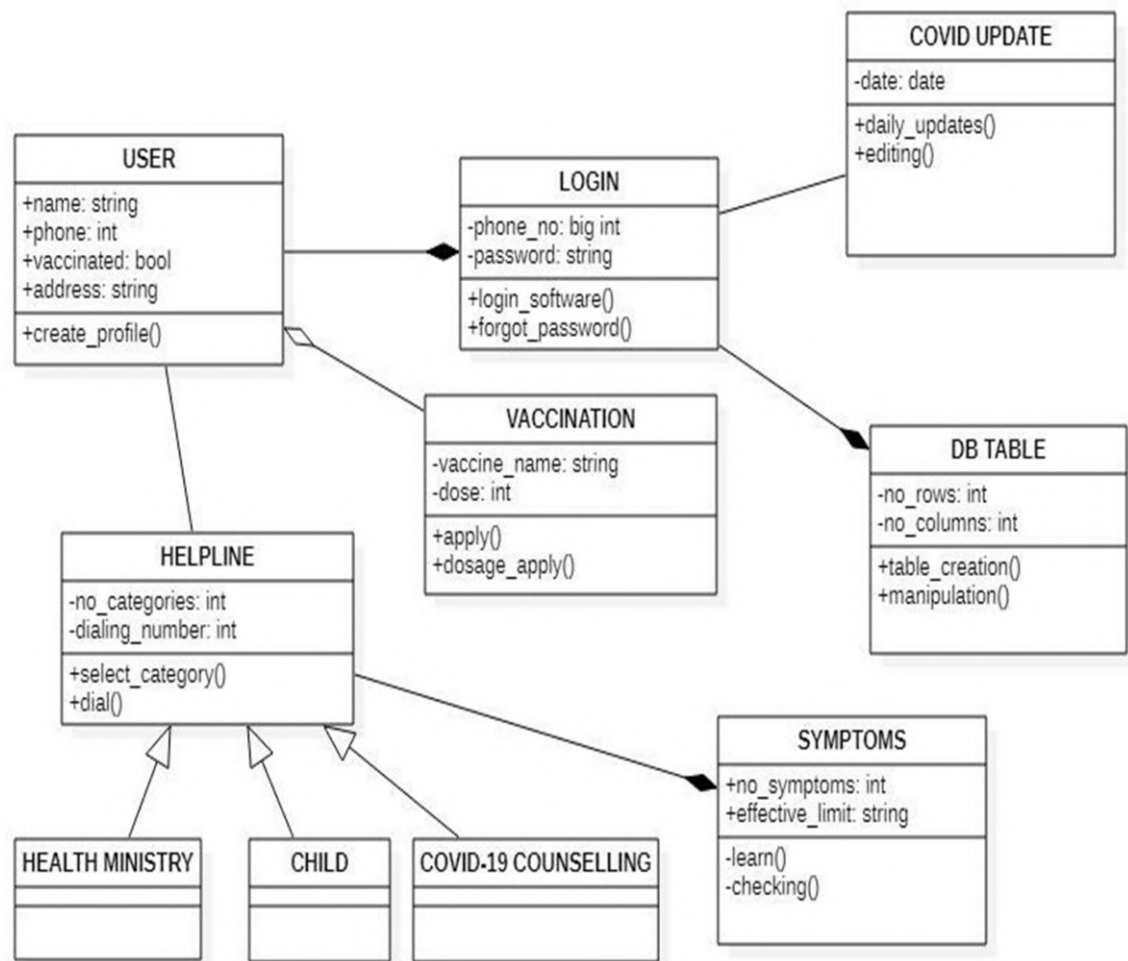 COVID UPDATE
-date: date
+daily_updates()
+editing()
USER
+name: string
+phone: int
+vaccinated: bool
+address: string
+create_profile()
LOGIN
-phone_no: big int
-password: string
+login_software()
+forgot_password()
VACCINATION
-vaccine_name: string
-dose: int
+apply()
+dosage_apply()
DB TABLE
-no_rows: int
-no_columns: int
+table_creation()
+manipulation()
HELPLINE
-no_categories: int
-dialing_number: int
+select_category()
+dial()
SYMPTOMS
+no_symptoms: int
+effective_limit: string
-learn()
-checking()
HEALTH MINISTRY
CHILD
COVID-19 COUNSELLING